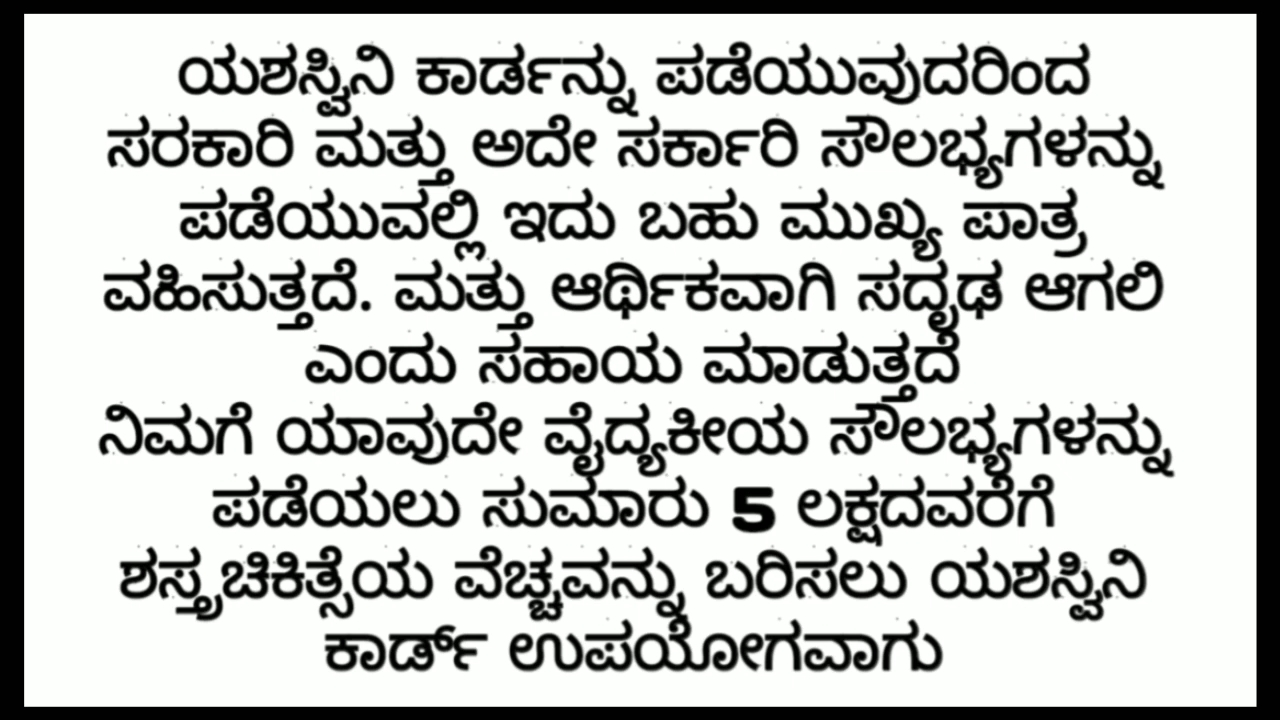 ಯಶಸ್ವಿನಿ ಕಾರ್ಡನ್ನು ಪಡೆಯುವುದರಿಂದ
ಸರಕಾರಿ ಮತ್ತು ಅದೇ ಸರ್ಕಾರಿ ಸೌಲಭ್ಯಗಳನ್ನು
ಪಡೆಯುವಲ್ಲಿ ಇದು ಬಹು ಮುಖ್ಯ ಪಾತ್ರ
ವಹಿಸುತ್ತದೆ. ಮತ್ತು ಆರ್ಥಿಕವಾಗಿ ಸದೃಢ ಆಗಲಿ
ಎಂದು ಸಹಾಯ ಮಾಡುತ್ತದೆ
ನಿಮಗೆ ಯಾವುದೇ ವೈದ್ಯಕೀಯ ಸೌಲಭ್ಯಗಳನ್ನು
ಪಡೆಯಲು ಸುಮಾರು 5 ಲಕ್ಷದವರೆಗೆ
ಶಸ್ತ್ರಚಿಕಿತ್ಸೆಯ ವೆಚ್ಚವನ್ನು ಬರಿಸಲು ಯಶಸ್ವಿನಿ
ಕಾರ್ಡ್ ಉಪಯೋಗವಾಗು